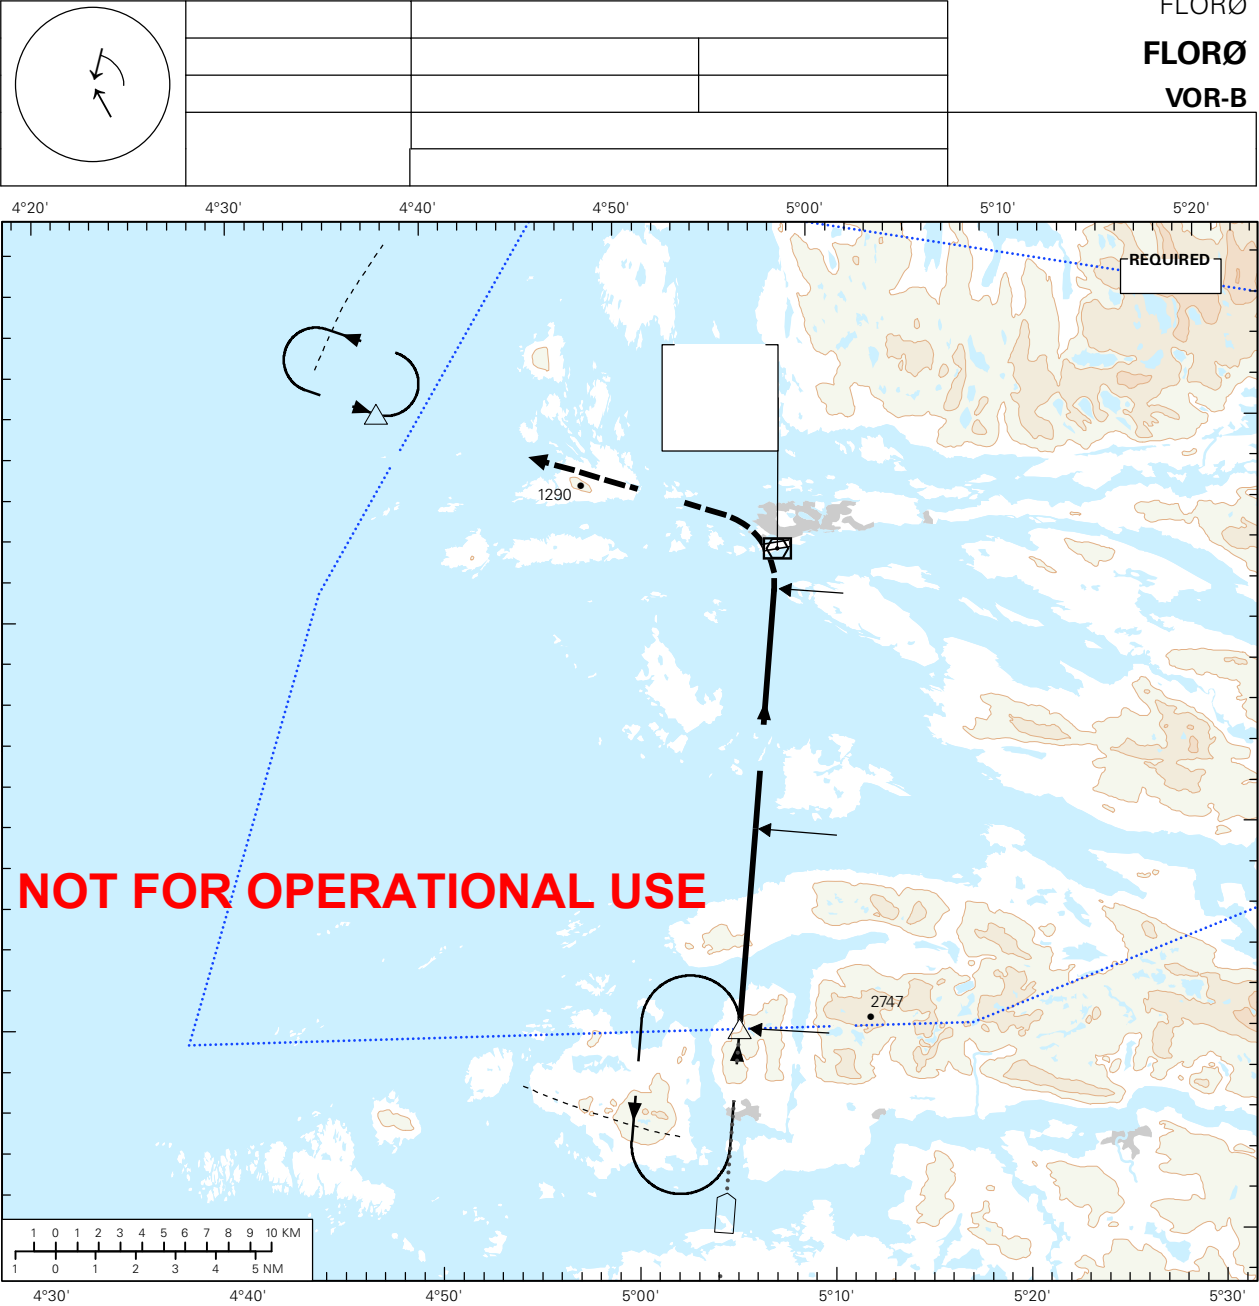 FLORØ
FLORØ
VOR-B
4°20' 4°30' 4°40' 4°50' 5°00' 5°10' 5°20'
REQUIRED
1290
NOT FOR OPERATIONAL USE
2747
1 0 1 2 3 4 5 6 7 8 9 10 KM
1 0 1 2 3 4 5 NM
4°30' 4°40' 4°50' 5°00' 5°10' 5°20' 5°30'